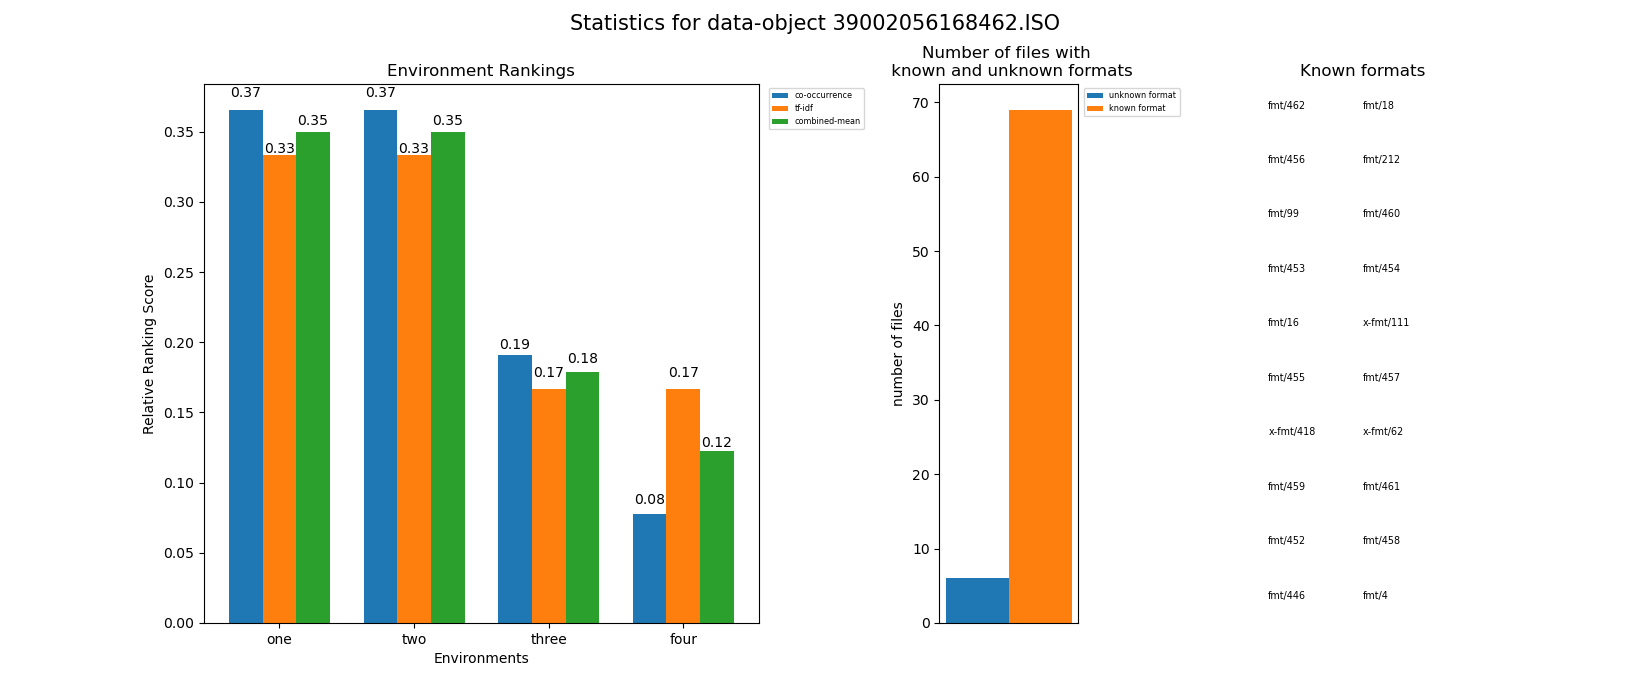 Statistics for data-object 39002056168462.ISO
Environment Rankings
0.37
0.33
0.35
0.37
0.33
0.35
0.19
0.17
0.18
0.08
0.17
0.12
0.35
0.30
0.25
0.20
0.15
0.10
0.05
0.00
Relative Ranking Score
one two three four
Environments
co-occurrence
tf-idf
combined-mean
Number of files with
known and unknown formats
70
60
50
40
30
20
10
0
number of files
unknown format
known format
Known formats
fmt/462 fmt/18
fmt/456 fmt/212
fmt/99 fmt/460
fmt/453 fmt/454
fmt/16 x-fmt/111
fmt/455 fmt/457
x-fmt/418 x-fmt/62
fmt/459 fmt/461
fmt/452 fmt/458
fmt/446 fmt/4